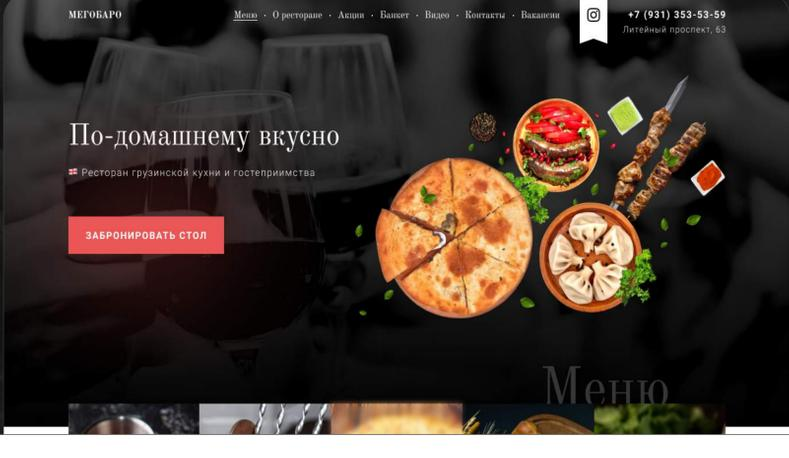 МЕГОБАРО
Меню · О ресторане · Акции · Банкет · Видео · Контакты · Вакансии
+7 (931) 353-53-59
Литейный проспект, 63
По-домашнему вкусно
Ресторан грузинской кухни и гостеприимства
ЗАБРОНИРОВАТЬ СТОЛ
Меню